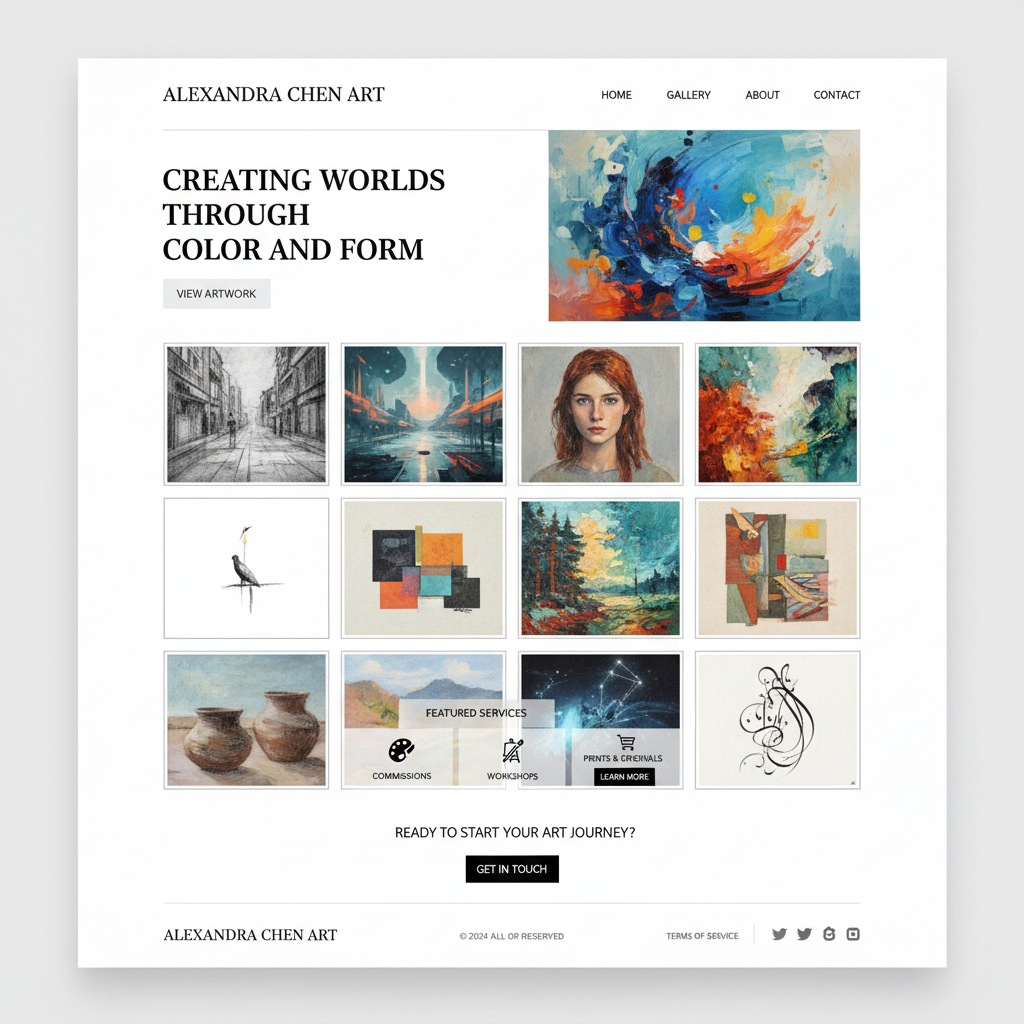 ALEXANDRA CHEN ART
HOME
GALLERY
ABOUT
CONTACT
CREATING WORLDS
THROUGH
COLOR AND FORM
VIEW ARTWORK
FEATURED SERVICES
COMMISSIONS
WORKSHOPS
PRINTS &
LEARN MORE
READY TO START YOUR ART JOURNEY?
GET IN TOUCH
ALEXANDRA CHEN ART
© 2024 ALL OR RESERVED
TERMS OF SERVICE